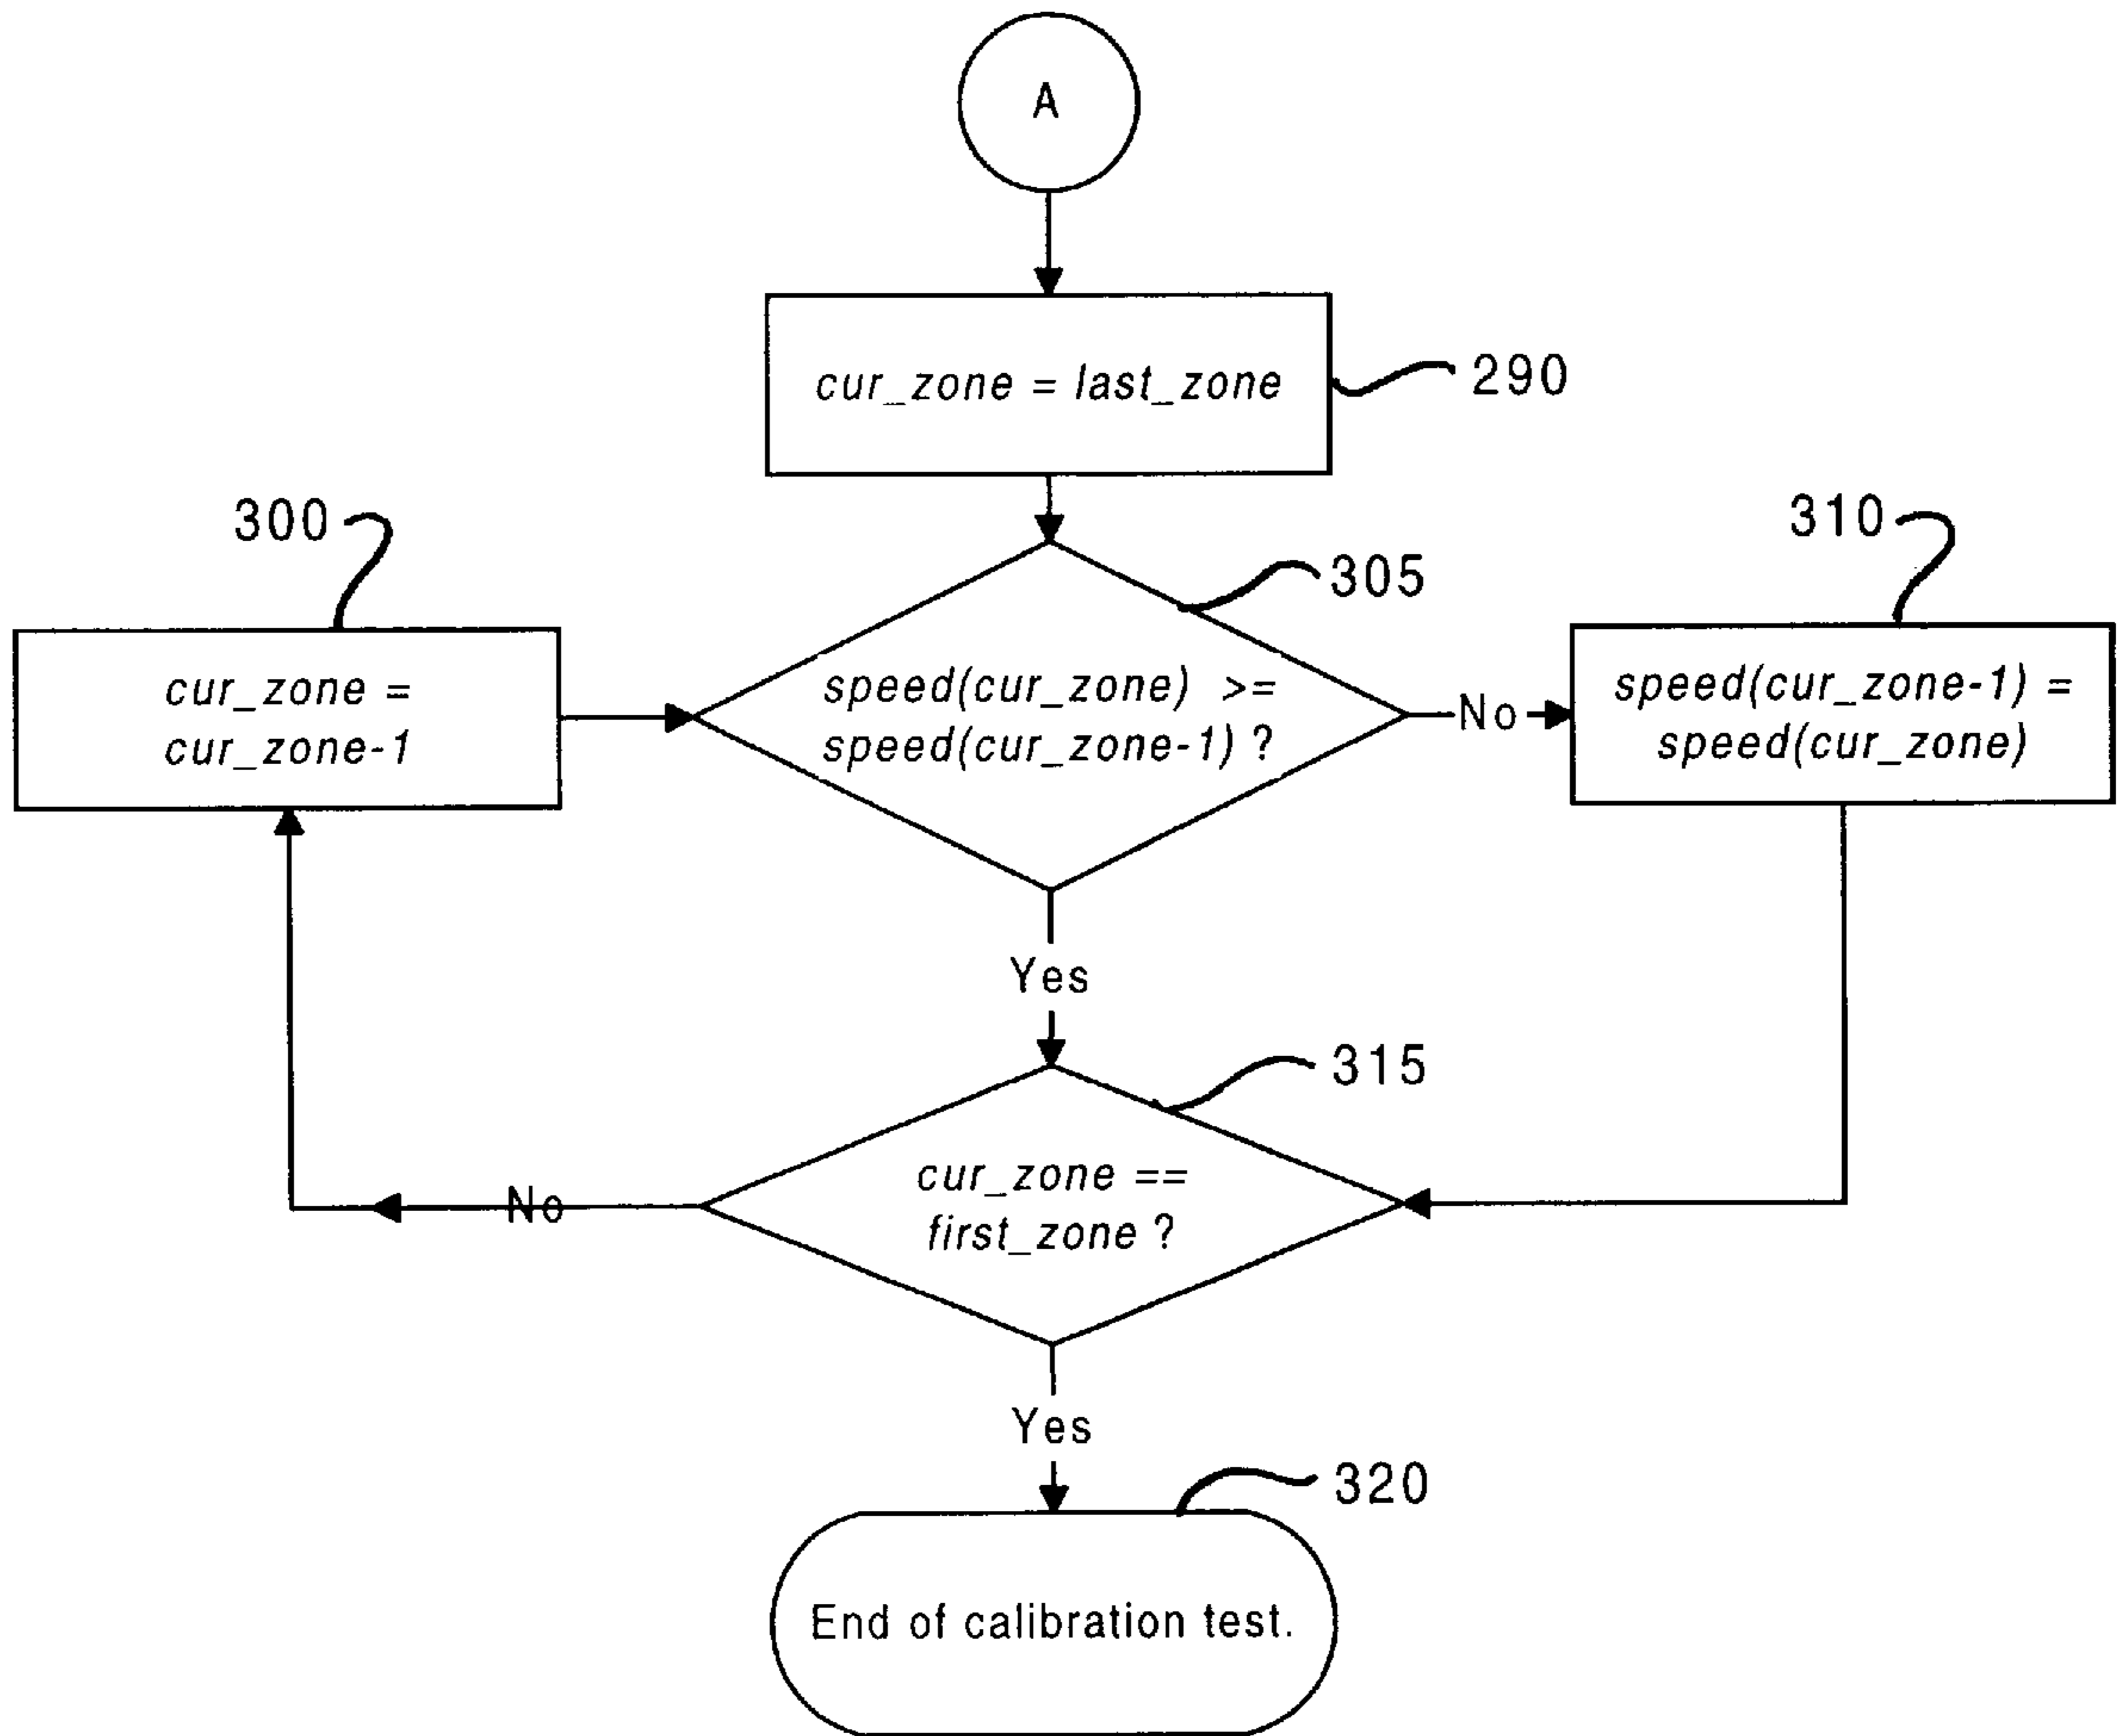 A
cur_zone = last_zone
290
300
305
310
cur_zone =
cur_zone-1
speed(cur_zone) >=
speed(cur_zone-1) ?
No
speed(cur_zone-1) =
speed(cur_zone)
Yes
315
cur_zone ==
first_zone ?
No
Yes
320
End of calibration test.